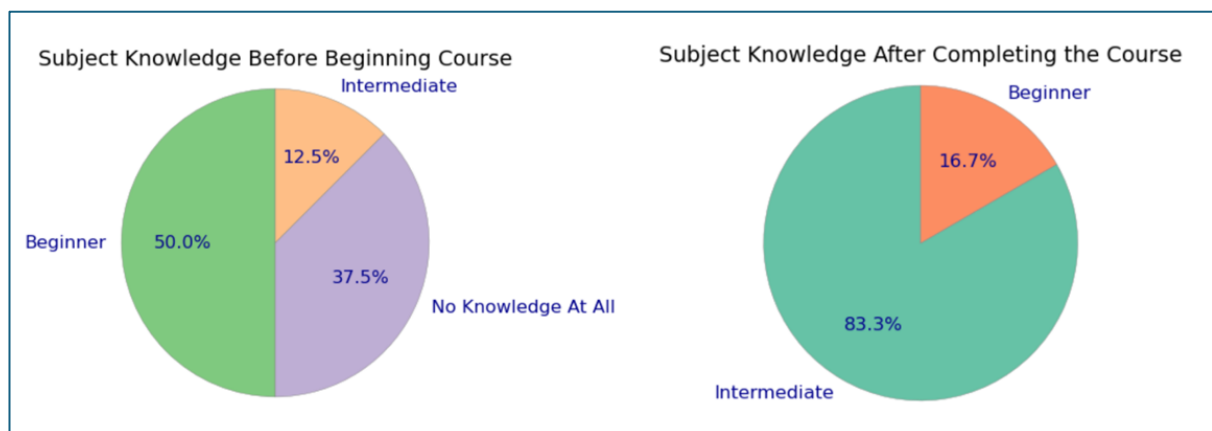 Subject Knowledge Before Beginning Course
Intermediate
12.5%
Beginner
50.0%
37.5%
No Knowledge At All
Subject Knowledge After Completing the Course
Beginner
16.7%
83.3%
Intermediate